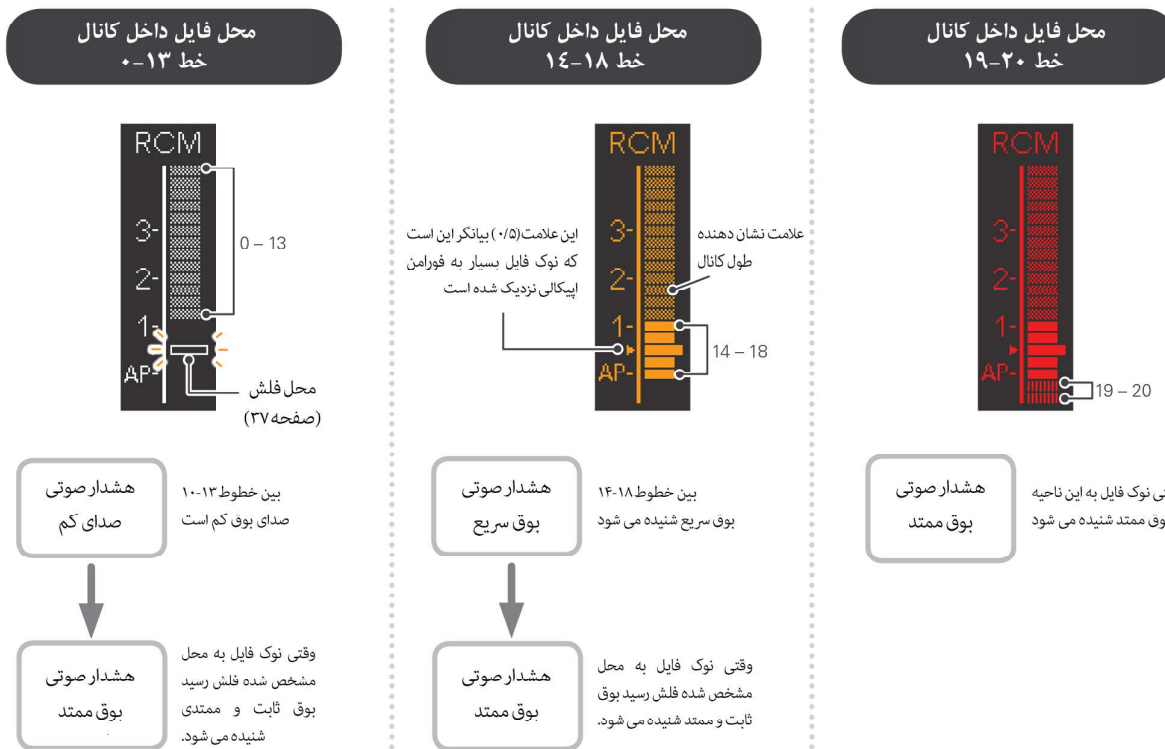 محل فایل داخل کانال
خط ۱۳–۰
RCM
3-
2-
1-
AP-
0 – 13
محل فلش
(صفحه ۳۷)
هشدار صوتی
صدای کم
بین خطوط ۱۳-۱۰
صدای بوق کم است
هشدار صوتی
بوق ممتد
وقتی نوک فایل به محل
مشخص شده فلش رسید
بوق ثابت و ممتدی
شنیده می شود.
محل فایل داخل کانال
خط ۱۸–۱٤
RCM
3-
2-
1-
AP-
این علامت(۰/۵) بیانگر این است
که نوک فایل بسیار به فورامن
اپیکالی نزدیک شده است
علامت نشان دهنده
طول کانال
14 – 18
هشدار صوتی
بوق سریع
بین خطوط ۱۸-۱۴
بوق سریع شنیده می شود
هشدار صوتی
بوق ممتد
وقتی نوک فایل به محل
مشخص شده فلش رسید بوق
ثابت و ممتد شنیده می شود.
محل فایل داخل کانال
خط ۲۰–۱۹
RCM
3-
2-
1-
AP-
19 – 20
هشدار صوتی
بوق ممتد
نوک فایل به این ناحیه
بوق ممتد شنیده می شود